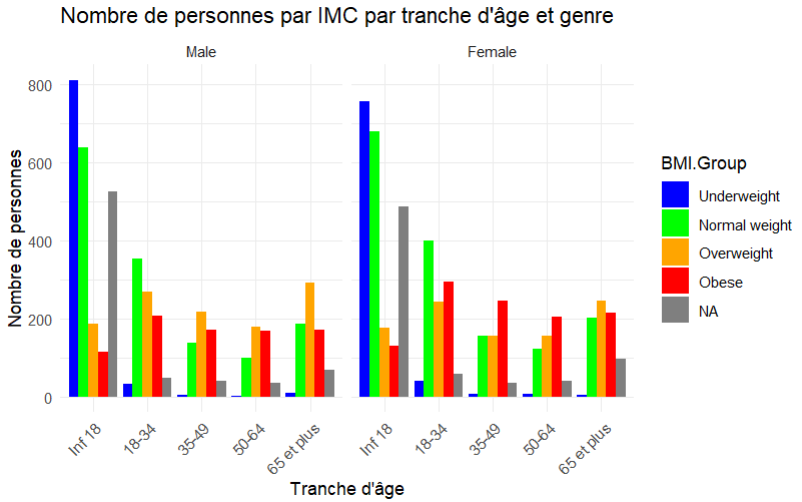 Nombre de personnes par IMC par tranche d'âge et genre
Male
Female
800
600
400
200
0
Nombre de personnes
Inf 18
18-34
35-49
50-64
65 et plus
Inf 18
18-34
35-49
50-64
65 et plus
Tranche d'âge
BMI.Group
Underweight
Normal weight
Overweight
Obese
NA